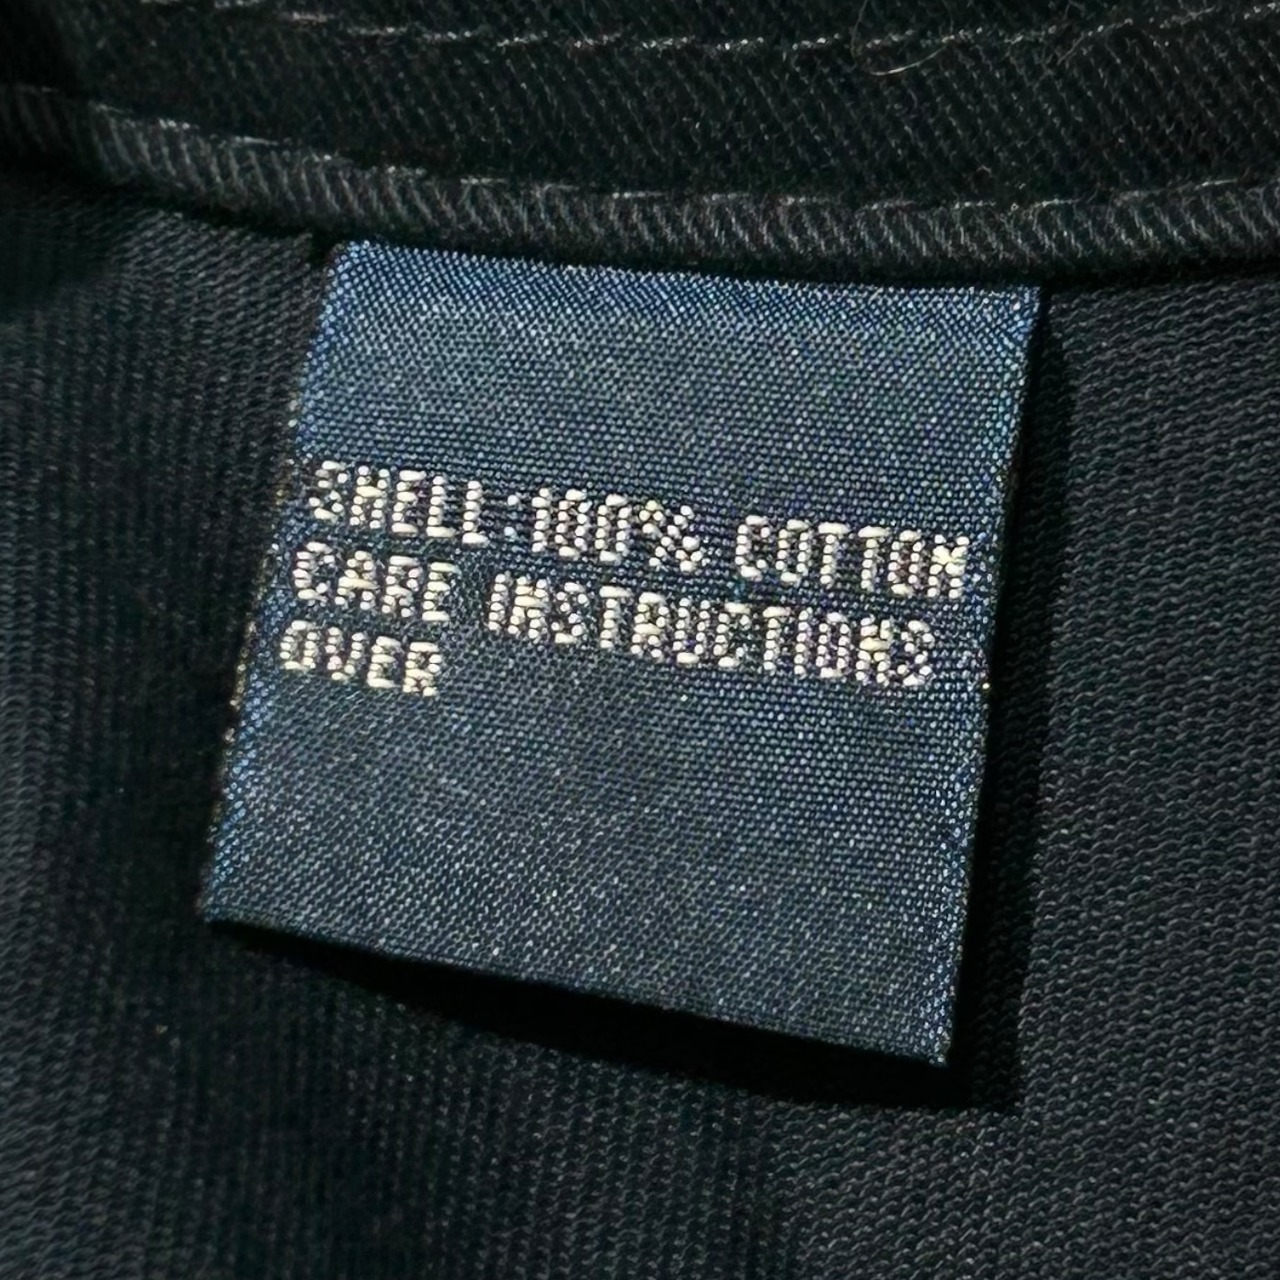 SHELL:100% COTTON
CARE INSTRUCTIONS
OVER